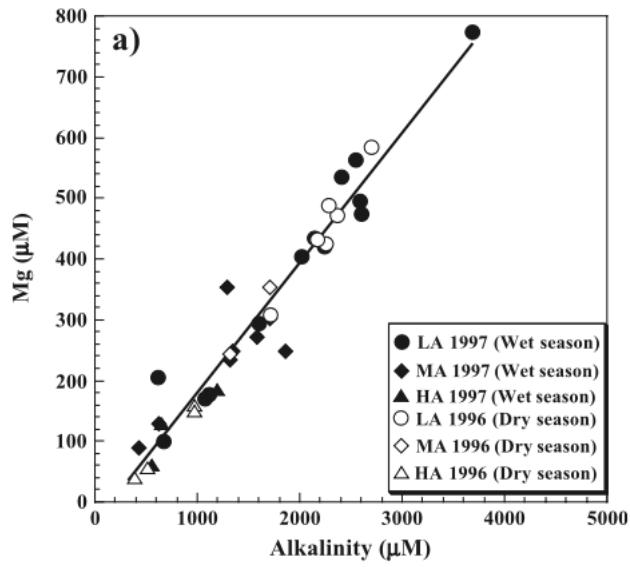 a)
800
700
600
500
400
300
200
100
0
Mg (μM)
0 1000 2000 3000 4000 5000
Alkalinity (μM)
LA 1997 (Wet season)
MA 1997 (Wet season)
HA 1997 (Wet season)
LA 1996 (Dry season)
MA 1996 (Dry season)
HA 1996 (Dry season)